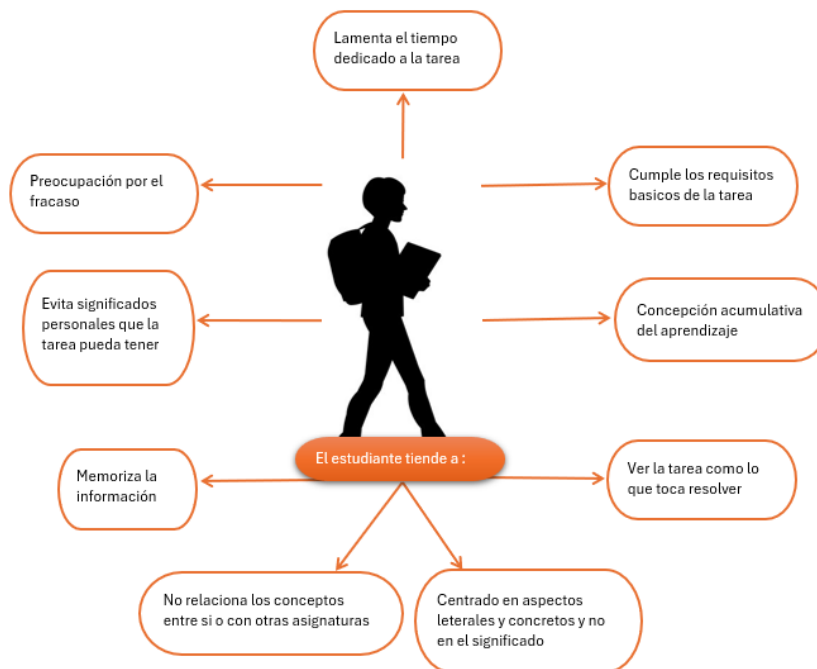 Lamenta el tiempo
dedicado a la tarea
Preocupación por el
fracaso
Cumple los requisitos
basicos de la tarea
Evita significados
personales que la
tarea pueda tener
Concepción acumulativa
del aprendizaje
El estudiante tiende a :
Memoriza la
información
Ver la tarea como lo
que toca resolver
No relaciona los conceptos
entre si o con otras asignaturas
Centrado en aspectos
leterales y concretos y no
en el significado